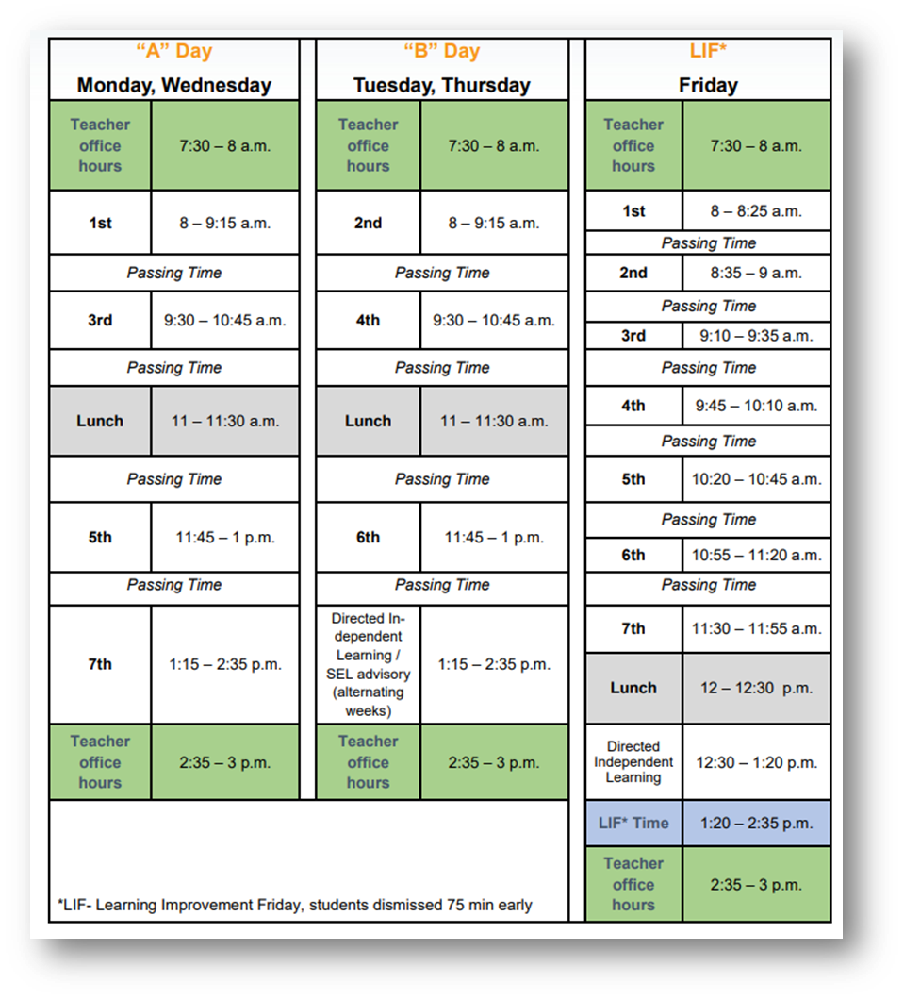 “A” Day
Monday, Wednesday
Teacher
office
hours
7:30 – 8 a.m.
1st
8 – 9:15 a.m.
Passing Time
3rd
9:30 – 10:45 a.m.
Passing Time
Lunch
11 – 11:30 a.m.
Passing Time
5th
11:45 – 1 p.m.
Passing Time
7th
1:15 – 2:35 p.m.
Teacher
office
hours
2:35 – 3 p.m.
“B” Day
Tuesday, Thursday
Teacher
office
hours
7:30 – 8 a.m.
2nd
8 – 9:15 a.m.
Passing Time
4th
9:30 – 10:45 a.m.
Passing Time
Lunch
11 – 11:30 a.m.
Passing Time
6th
11:45 – 1 p.m.
Passing Time
Directed In-
dependent
Learning /
SEL advisory
(alternating
weeks)
1:15 – 2:35 p.m.
Teacher
office
hours
2:35 – 3 p.m.
LIF*
Friday
Teacher
office
hours
7:30 – 8 a.m.
1st
8 – 8:25 a.m.
Passing Time
2nd
8:35 – 9 a.m.
Passing Time
3rd
9:10 – 9:35 a.m.
Passing Time
4th
9:45 – 10:10 a.m.
Passing Time
5th
10:20 – 10:45 a.m.
Passing Time
6th
10:55 – 11:20 a.m.
Passing Time
7th
11:30 – 11:55 a.m.
Lunch
12 – 12:30 p.m.
Directed
Independent
Learning
12:30 – 1:20 p.m.
LIF* Time
1:20 – 2:35 p.m.
Teacher
office
hours
2:35 – 3 p.m.
*LIF- Learning Improvement Friday, students dismissed 75 min early